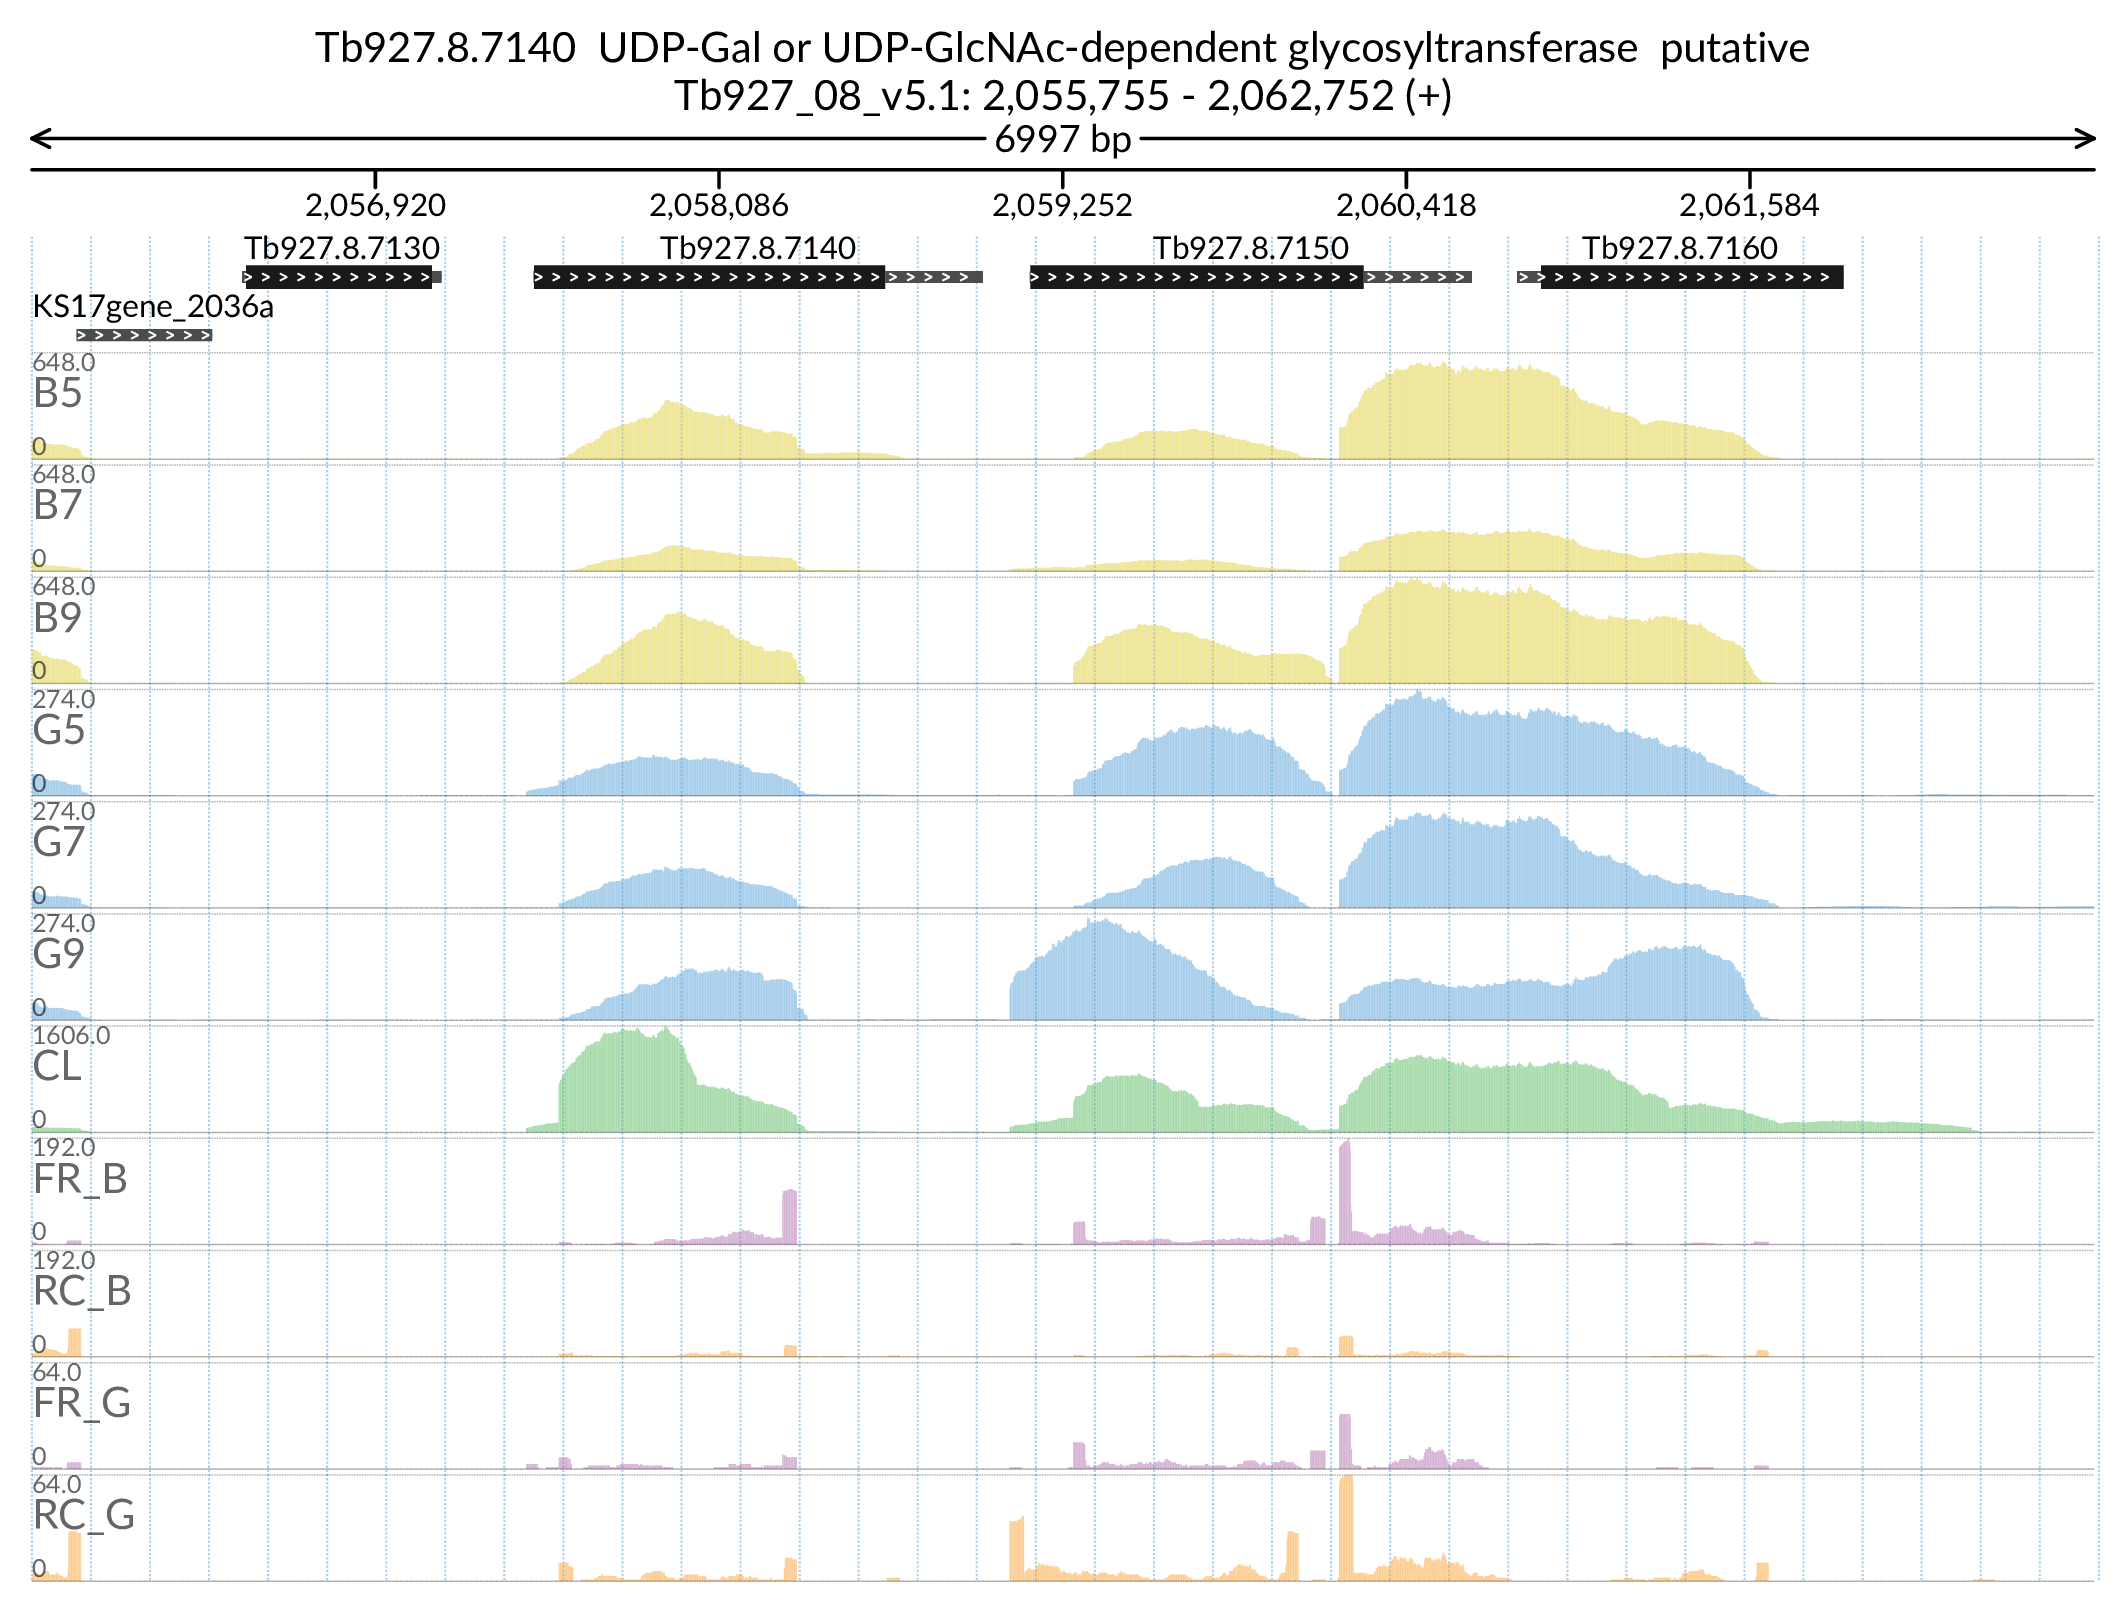 Tb927.8.7140  UDP-Gal or UDP-GlcNAc-dependent glycosyltransferase  putative
Tb927_08_v5.1: 2,055,755 - 2,062,752 (+)
6997 bp
2,056,920 2,058,086 2,059,252 2,060,418 2,061,584
Tb927.8.7130 Tb927.8.7140 Tb927.8.7150 Tb927.8.7160
KS17gene_2036a
648.0
B5
0
648.0
B7
0
648.0
B9
0
274.0
G5
0
274.0
G7
0
274.0
G9
0
1606.0
CL
0
192.0
FR_B
0
192.0
RC_B
0
64.0
FR_G
0
64.0
RC_G
0